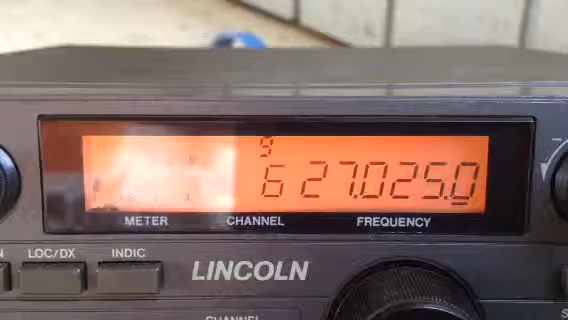 9
6 27.025.0
METER CHANNEL FREQUENCY
LOC/DX INDIC
LINCOLN
CHANNEL